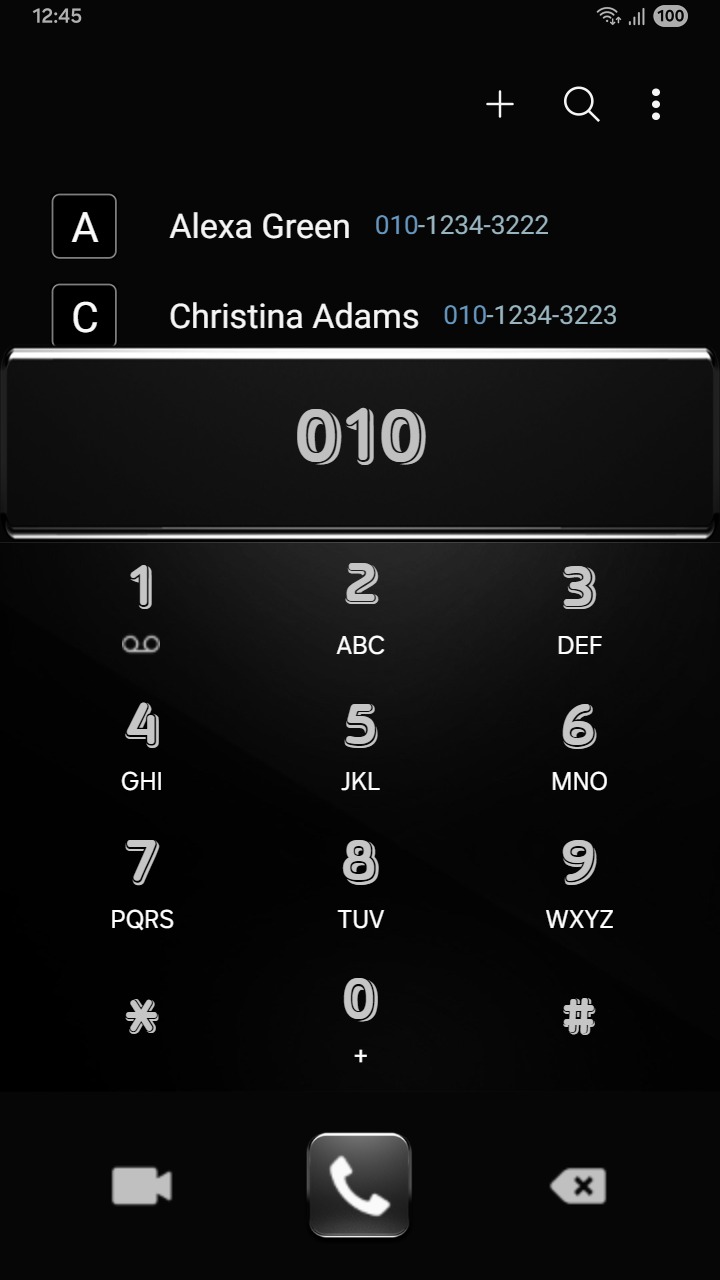 12:45 100
A Alexa Green 010-1234-3222
C Christina Adams 010-1234-3223
010
1 2 3
ABC DEF
4 5 6
GHI JKL MNO
7 8 9
PQRS TUV WXYZ
* 0 #
+